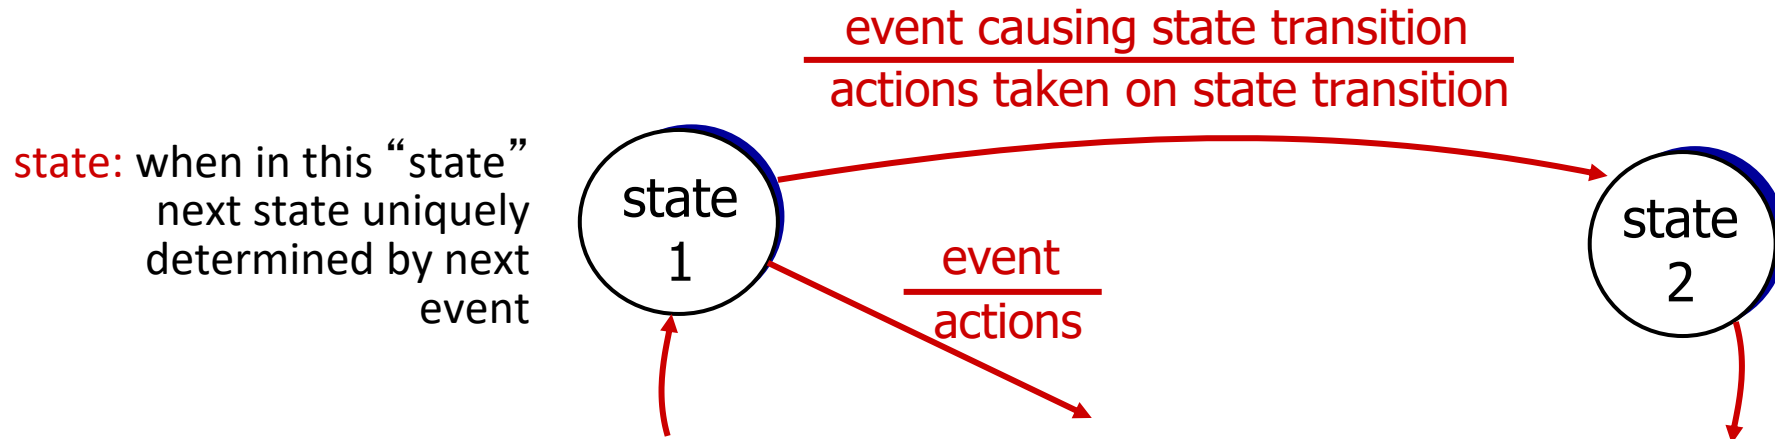 event causing state transition
actions taken on state transition
state: when in this “state”
next state uniquely
determined by next
event
state
1
event
actions
state
2